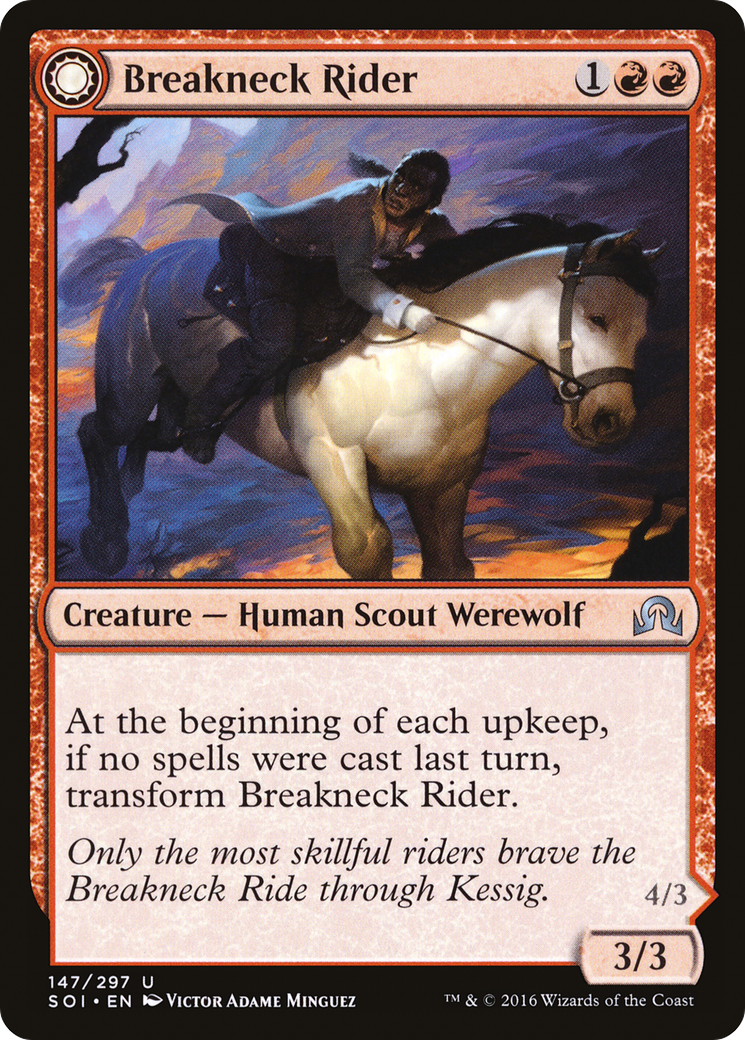 Breakneck Rider 1
Creature — Human Scout Werewolf
At the beginning of each upkeep,
if no spells were cast last turn,
transform Breakneck Rider.
Only the most skillful riders brave the
Breakneck Ride through Kessig.
4/3
3/3
147/297 U
SOI • EN Victor Adame Minguez
™ & © 2016 Wizards of the Coast